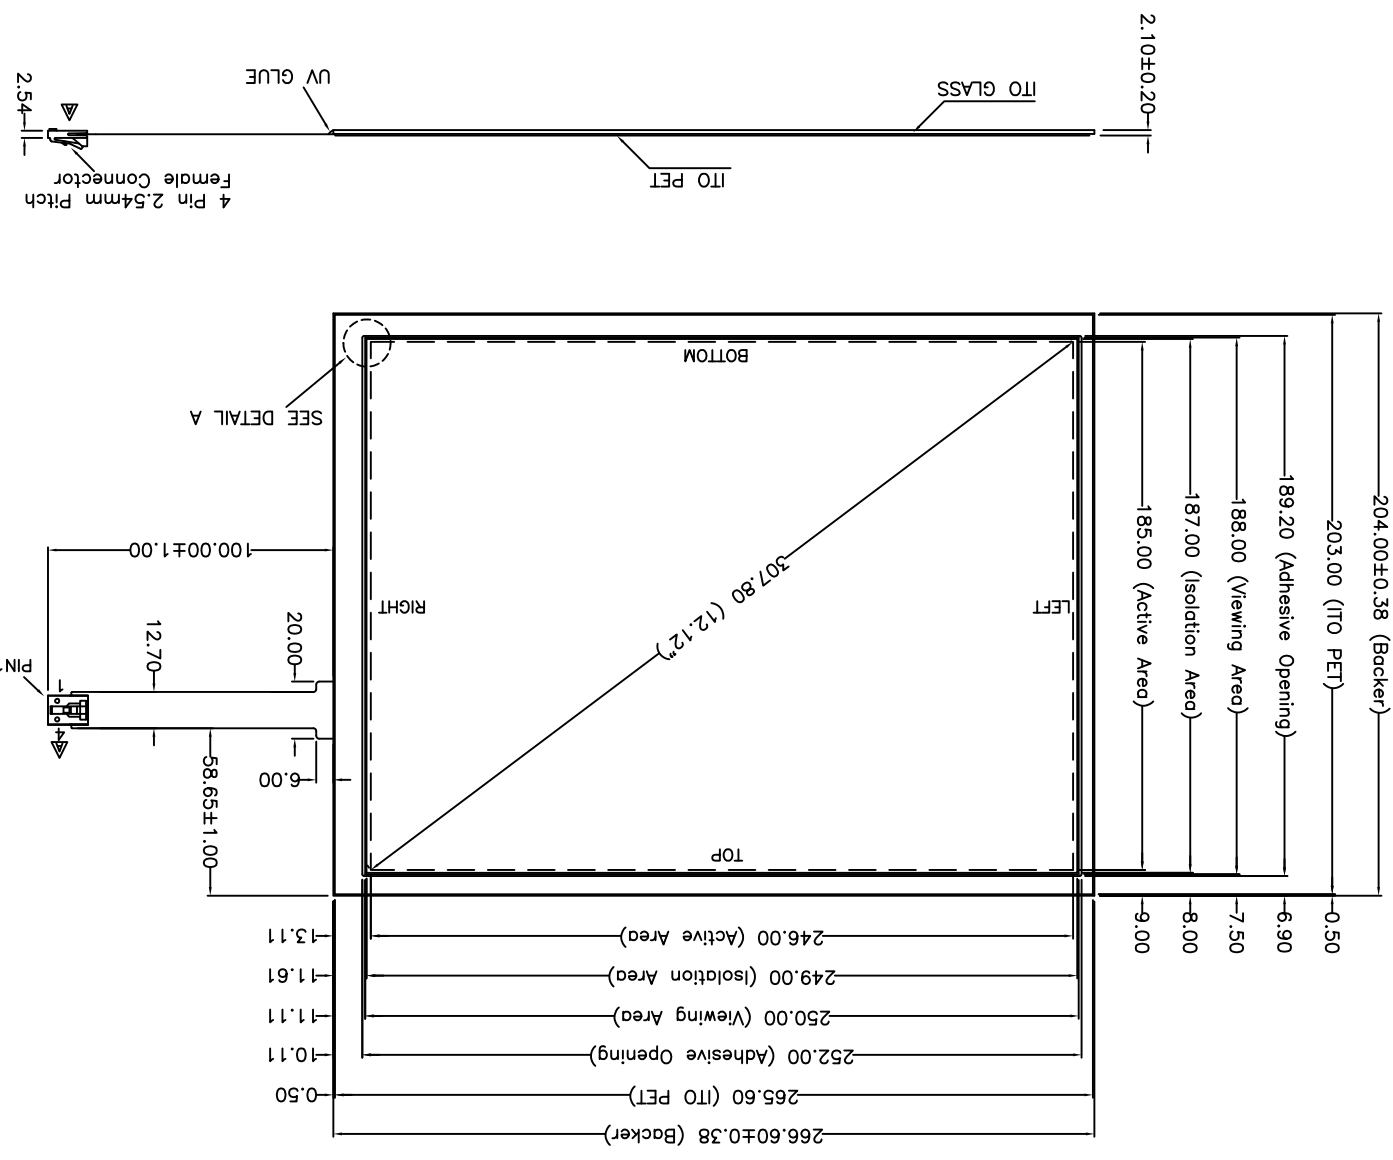 266.60±0.38 (Backer)
265.60 (ITO PET)
0.50
252.00 (Adhesive Opening)
10.11
250.00 (Viewing Area)
11.11
249.00 (Isolation Area)
11.61
246.00 (Active Area)
13.11
0.50
6.90
7.50
8.00
9.00
204.00±0.38 (Backer)
203.00 (ITO PET)
189.20 (Adhesive Opening)
188.00 (Viewing Area)
187.00 (Isolation Area)
185.00 (Active Area)
TOP
LEFT
RIGHT
BOTTOM
307.80 (12.12")
58.65±1.00
6.00
20.00
12.70
100.00±1.00
PIN1
1
4
SEE DETAIL A
4 Pin 2.54mm Pitch
Female Connector
2.54
UV GLUE
ITO PET
ITO GLASS
2.10±0.20